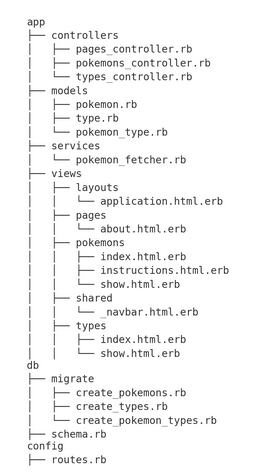 app
├── controllers
│   ├── pages_controller.rb
│   ├── pokemons_controller.rb
│   └── types_controller.rb
├── models
│   ├── pokemon.rb
│   ├── type.rb
│   └── pokemon_type.rb
├── services
│   └── pokemon_fetcher.rb
├── views
│   ├── layouts
│   │   └── application.html.erb
│   ├── pages
│   │   └── about.html.erb
│   ├── pokemons
│   │   ├── index.html.erb
│   │   ├── instructions.html.erb
│   │   └── show.html.erb
│   ├── shared
│   │   └── _navbar.html.erb
│   ├── types
│   │   ├── index.html.erb
│   │   └── show.html.erb
db
├── migrate
│   ├── create_pokemons.rb
│   ├── create_types.rb
│   └── create_pokemon_types.rb
├── schema.rb
config
├── routes.rb